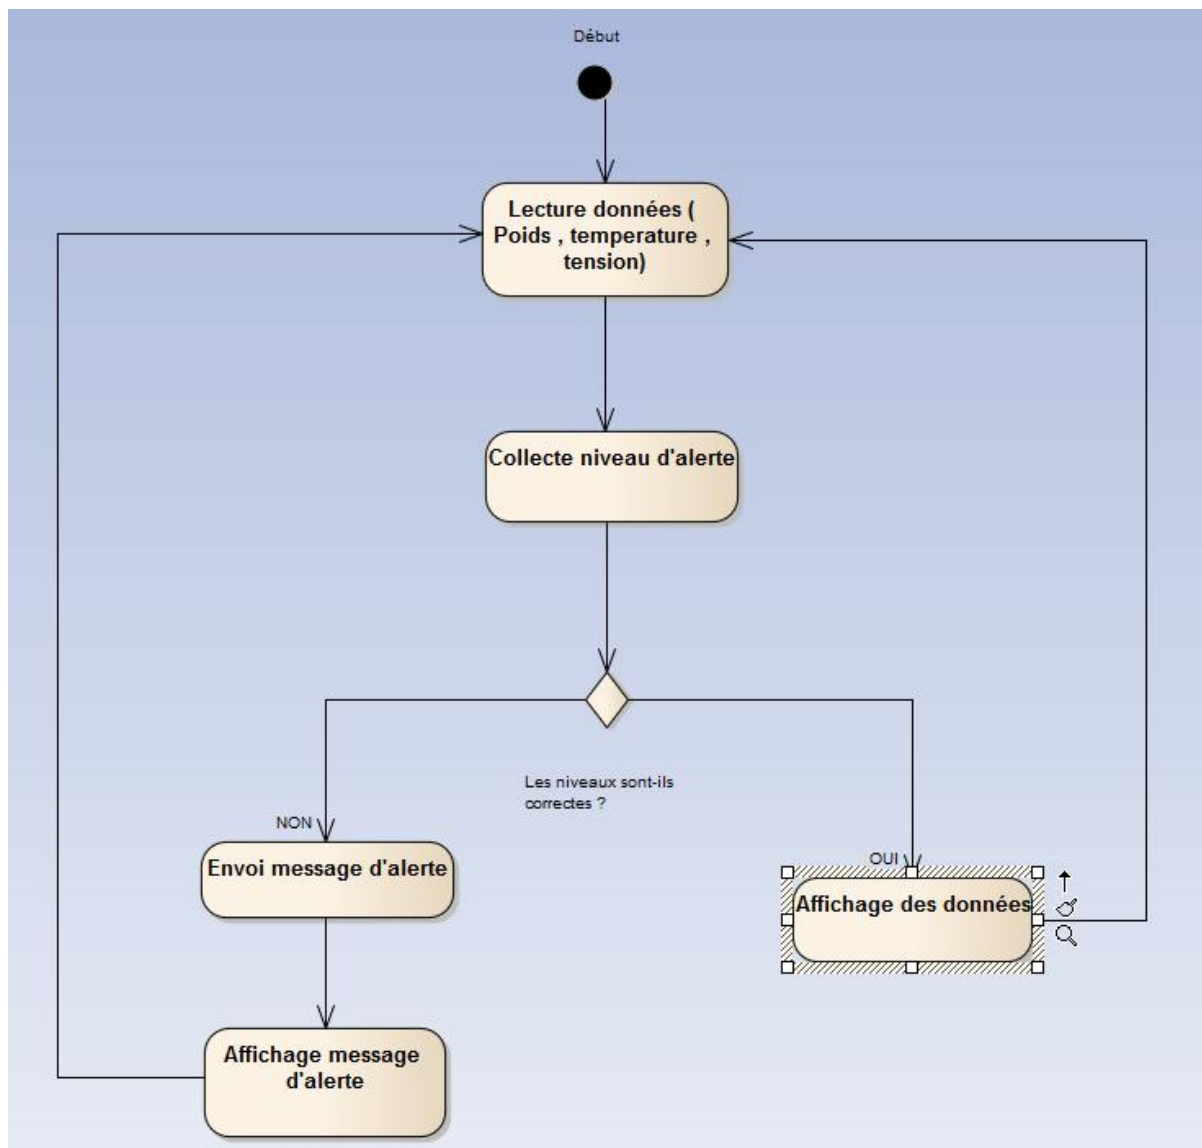 Début
Lecture données (
Poids , temperature ,
tension)
Collecte niveau d'alerte
Les niveaux sont-ils
correctes ?
NON
Envoi message d'alerte
OUI
Affichage des données
Affichage message
d'alerte